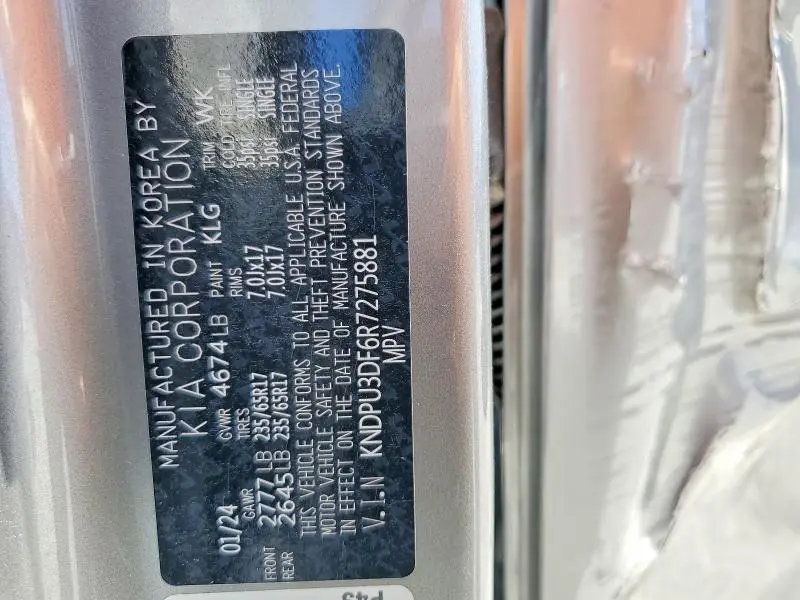 MANUFACTURED IN KOREA BY
KIA CORPORATION
01/24 GVWR 4674LB PAINT KLG TRIM WK
GAWR TIRES RIMS COLD TIRE INFL
FRONT 2777LB 235/65R17 7.0Jx17 35psi SINGLE
REAR 2645LB 235/65R17 7.0Jx17 35psi SINGLE
THIS VEHICLE CONFORMS TO ALL APPLICABLE U.S.A. FEDERAL
MOTOR VEHICLE SAFETY AND THEFT PREVENTION STANDARDS
IN EFFECT ON THE DATE OF MANUFACTURE SHOWN ABOVE.
V.I.N KNDPU3DF6R7275881
MPV